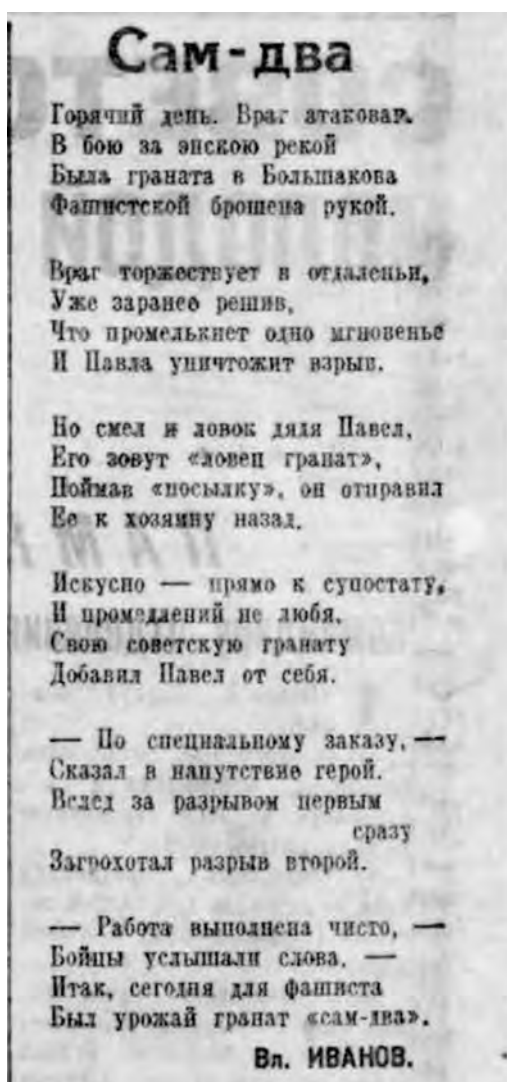 Сам-два
Горячий день. Враг атаковал.
В бою за энскою рекой
Была граната в Большакова
Фашистской брошена рукой.
Враг торжествует в отдаленьи,
Уже заранее решив,
Что промелькнет одно мгновенье
И Павла уничтожит взрыв.
Но смел и ловок дядя Павел,
Его зовут «ловец гранат»,
Поймав «посылку», он отправил
Ее к хозяину назад.
Искусно — прямо к супостату,
И промедлений не любя,
Свою советскую гранату
Добавил Павел от себя.
— По специальному заказу, —
Сказал в напутствие герой.
Вслед за разрывом первым
сразу
Загрохотал разрыв второй.
— Работа выполнена чисто, —
Бойцы услышали слова, —
Итак, сегодня для фашиста
Был урожай гранат «сам-два».
Вл. ИВАНОВ.